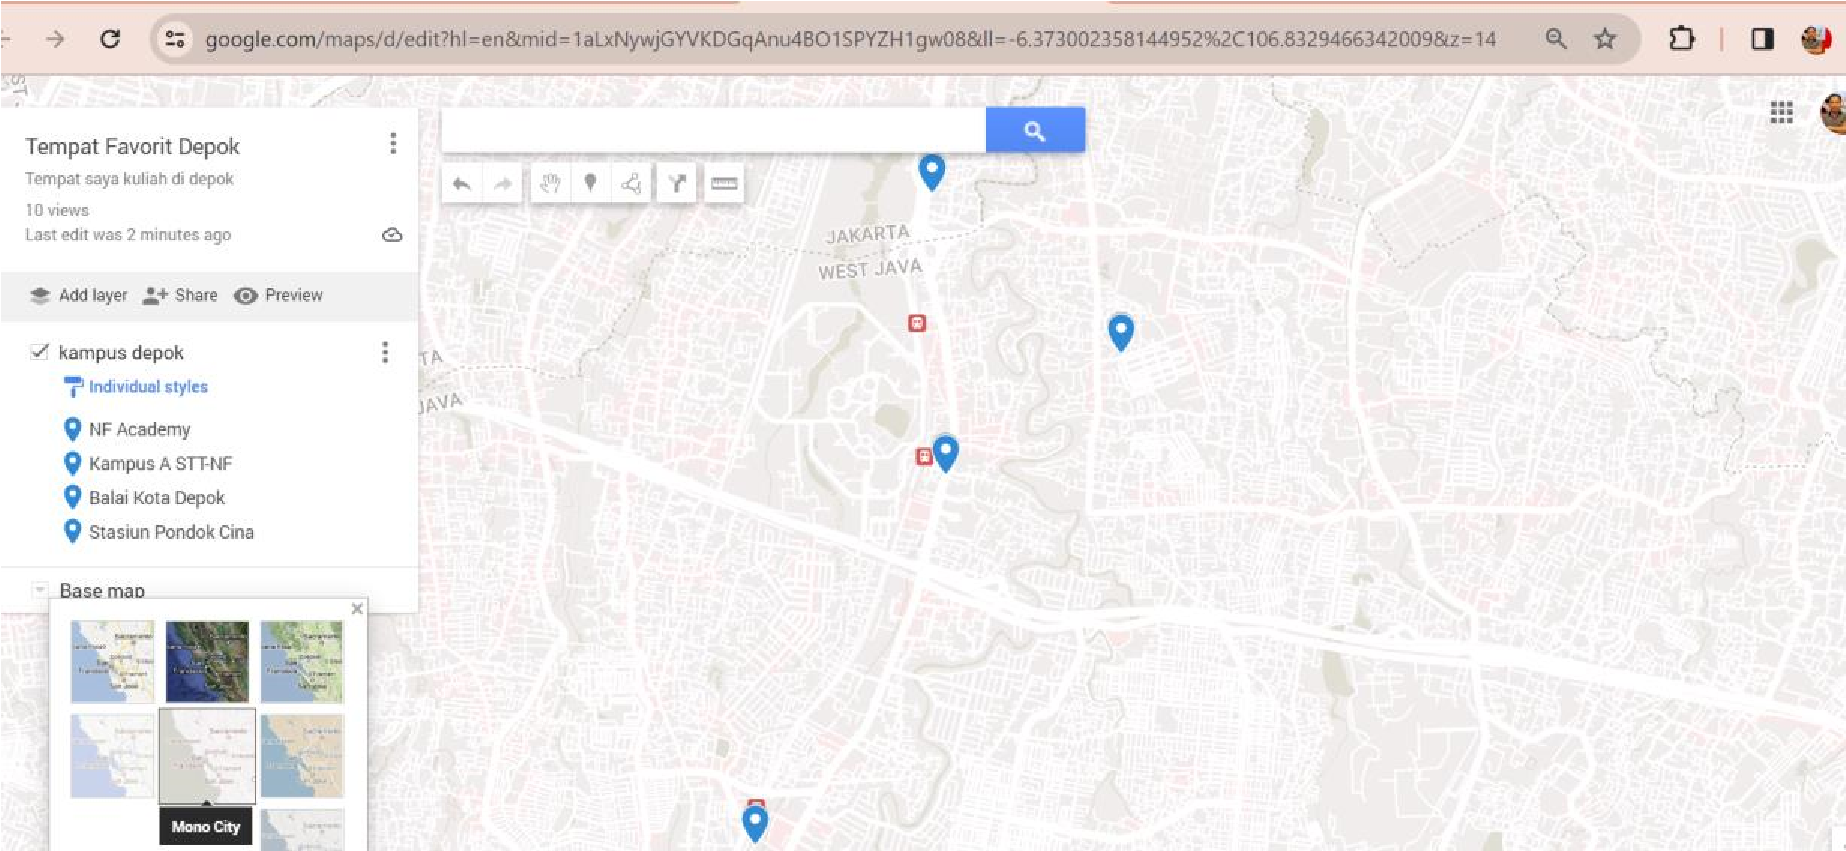 google.com/maps/d/edit?hl=en&mid=1aLxNywjGYVKDGqAnu4BO1SPYZH1gw08&ll=-6.373002358144952%2C106.8329466342009&z=14
Tempat Favorit Depok
Tempat saya kuliah di depok
10 views
Last edit was 2 minutes ago
Add layer Share Preview
kampus depok
Individual styles
NF Academy
Kampus A STT-NF
Balai Kota Depok
Stasiun Pondok Cina
Base map
Mono City
JAKARTA
WEST JAVA
TA
JAVA